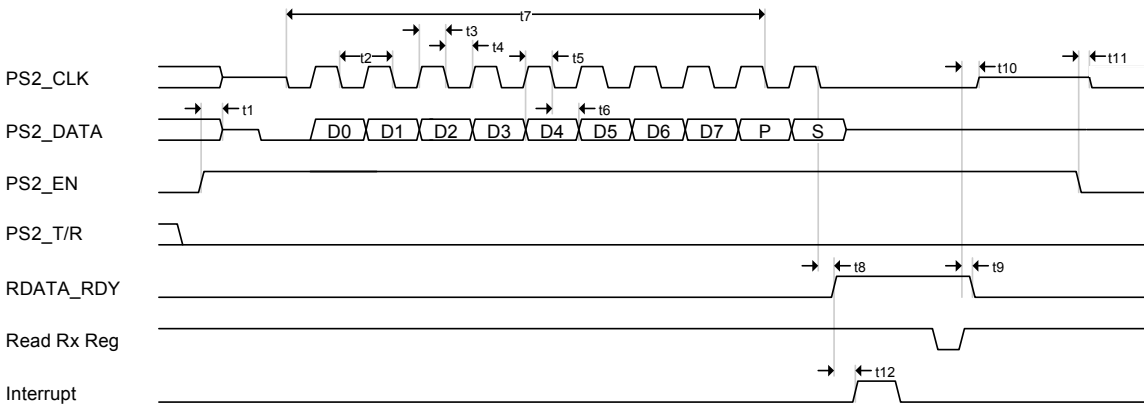 t7
t3
t4
t2
t5
t10
t11
PS2_CLK
t1
t6
PS2_DATA
D0 D1 D2 D3 D4 D5 D6 D7 P S
PS2_EN
PS2_T/R
t8
t9
RDATA_RDY
Read Rx Reg
t12
Interrupt